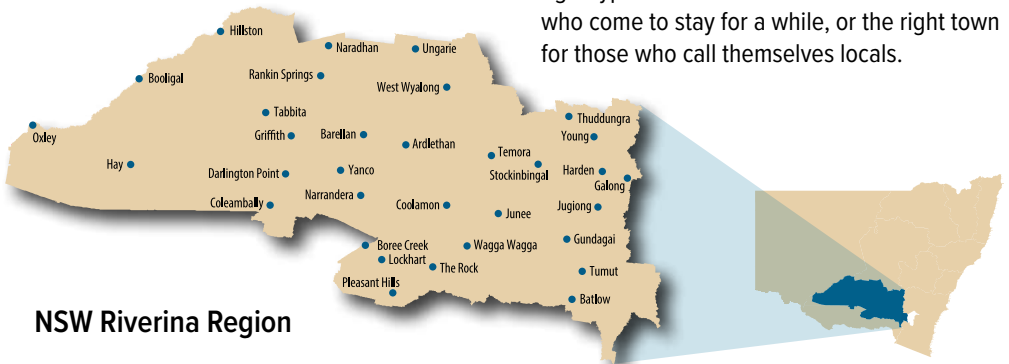 who come to stay for a while, or the right town
for those who call themselves locals.
Hillston
Naradhan
Ungarie
Booligal
Rankin Springs
West Wyalong
Tabbita
Thuddungra
Oxley
Griffith
Barellan
Ardlethan
Young
Temora
Hay
Darlington Point
Yanco
Stockinbingal
Harden
Galong
Coleambally
Narrandera
Coolamon
Junee
Jugiong
Boree Creek
Wagga Wagga
Gundagai
Lockhart
The Rock
Tumut
Pleasant Hills
Batlow
NSW Riverina Region